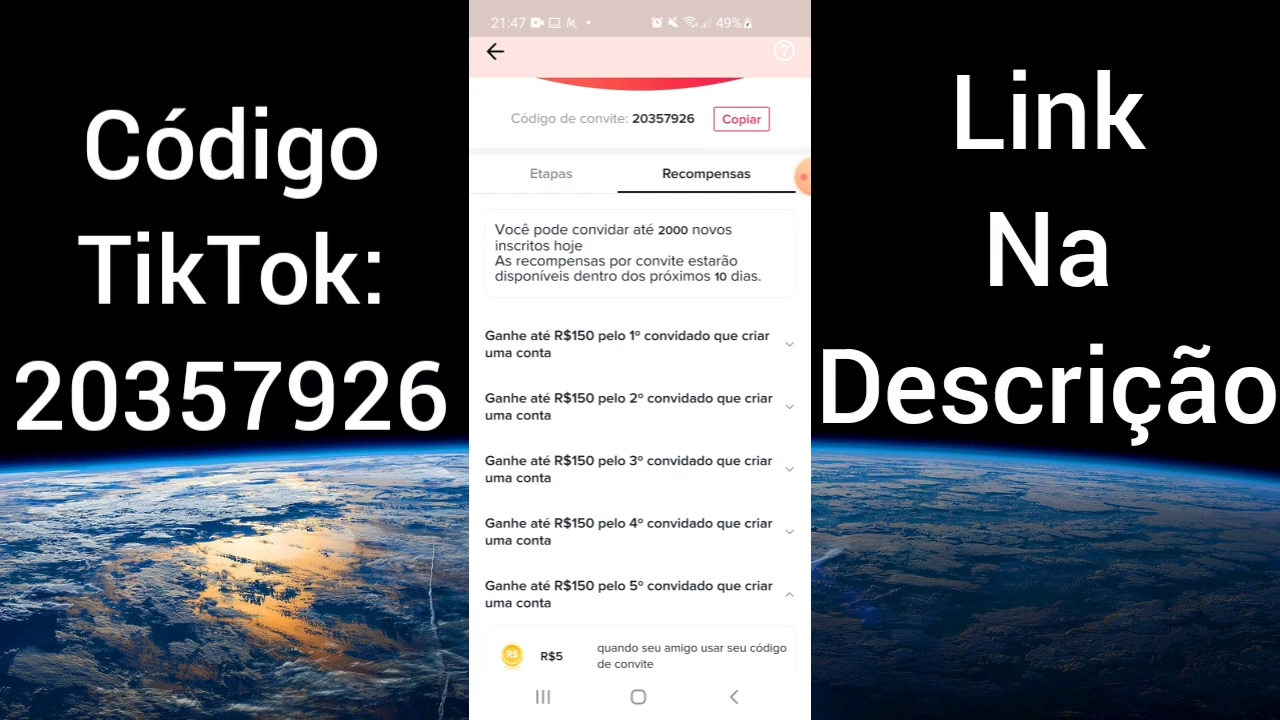 Código
TikTok:
20357926
21:47
49%
Código de convite: 20357926
Copiar
Etapas
Recompensas
Você pode convidar até 2000 novos
inscritos hoje
As recompensas por convite estarão
disponíveis dentro dos próximos 10 dias.
Ganhe até R$150 pelo 1º convidado que criar
uma conta
Ganhe até R$150 pelo 2º convidado que criar
uma conta
Ganhe até R$150 pelo 3º convidado que criar
uma conta
Ganhe até R$150 pelo 4º convidado que criar
uma conta
Ganhe até R$150 pelo 5º convidado que criar
uma conta
R$
R$5
quando seu amigo usar seu código
de convite
Link
Na
Descrição